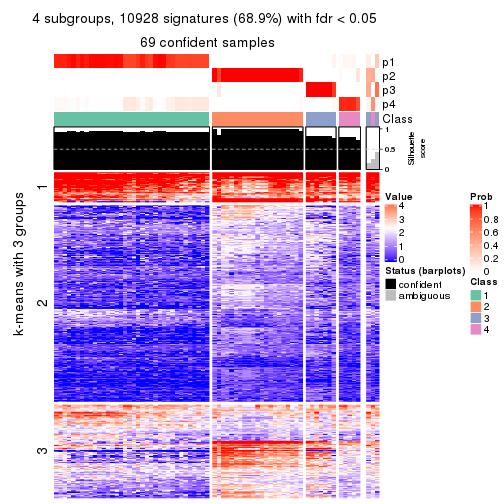 4 subgroups, 10928 signatures (68.9%) with fdr < 0.05
69 confident samples
p1
p2
p3
p4
Class
1
0.5
0
Silhouette
score
k-means with 3 groups
1
2
3
Value
4
3
2
1
0
Status (barplots)
confident
ambiguous
Prob
1
0.8
0.6
0.4
0.2
0
Class
1
2
3
4